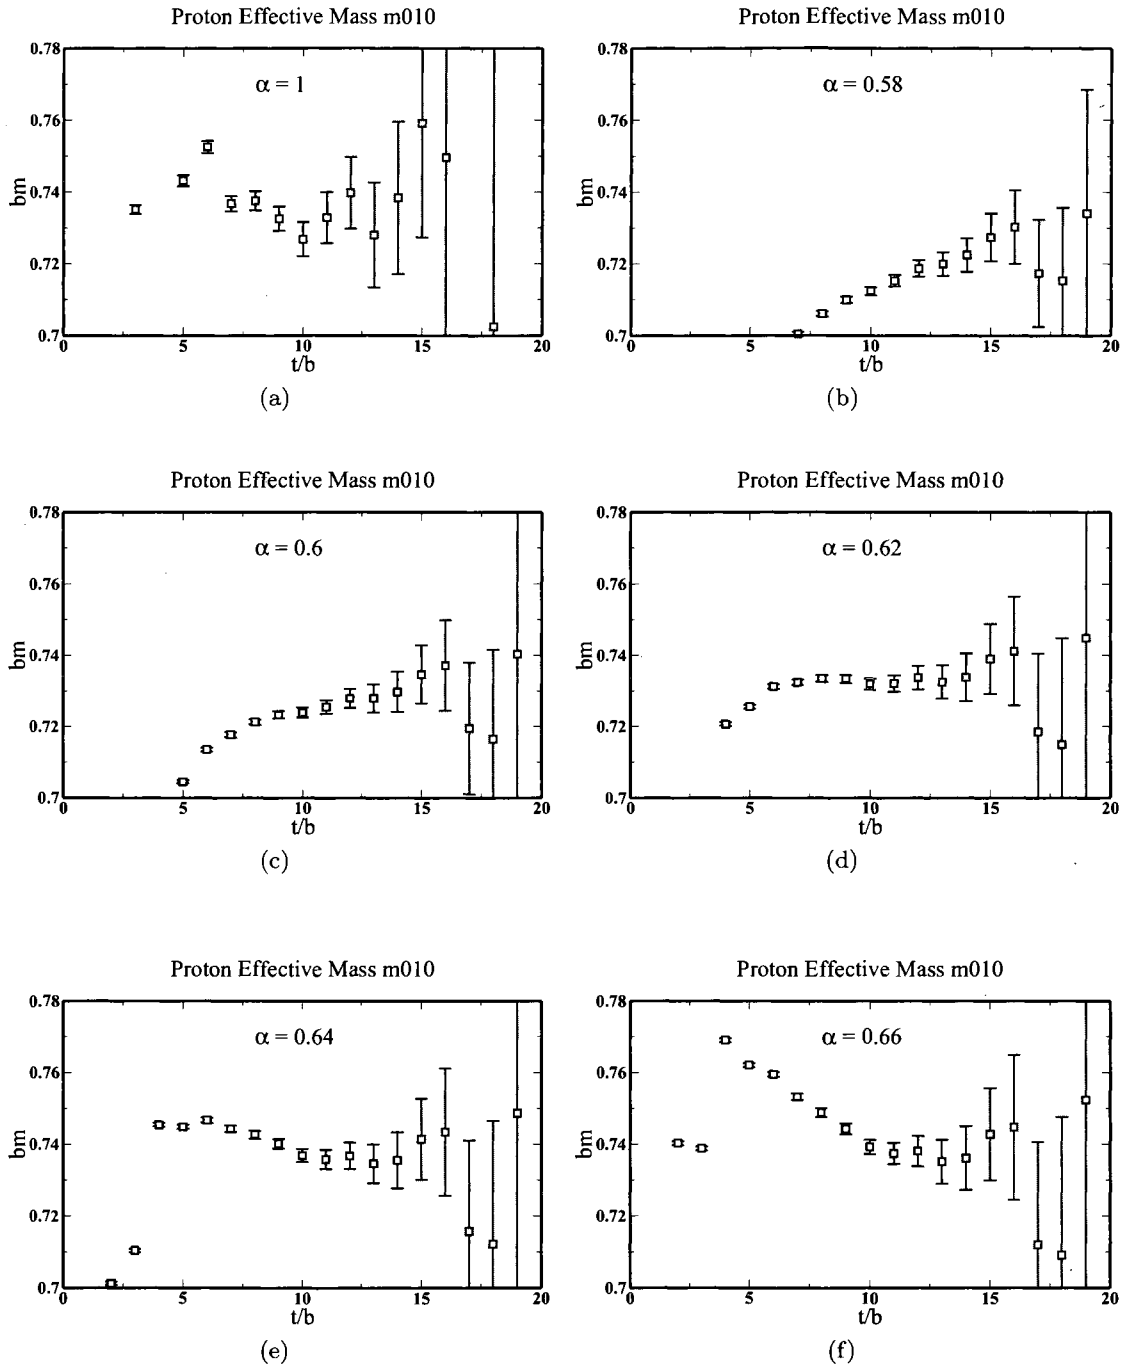 Proton Effective Mass m010
0.78
0.76
0.74
0.72
0.7
bm
α = 1
0 5 10 15 20
t/b
(a)
Proton Effective Mass m010
0.78
0.76
0.74
0.72
0.7
bm
α = 0.58
0 5 10 15 20
t/b
(b)
Proton Effective Mass m010
0.78
0.76
0.74
0.72
0.7
bm
α = 0.6
0 5 10 15 20
t/b
(c)
Proton Effective Mass m010
0.78
0.76
0.74
0.72
0.7
bm
α = 0.62
0 5 10 15 20
t/b
(d)
Proton Effective Mass m010
0.78
0.76
0.74
0.72
0.7
bm
α = 0.64
0 5 10 15 20
t/b
(e)
Proton Effective Mass m010
0.78
0.76
0.74
0.72
0.7
bm
α = 0.66
0 5 10 15 20
t/b
(f)